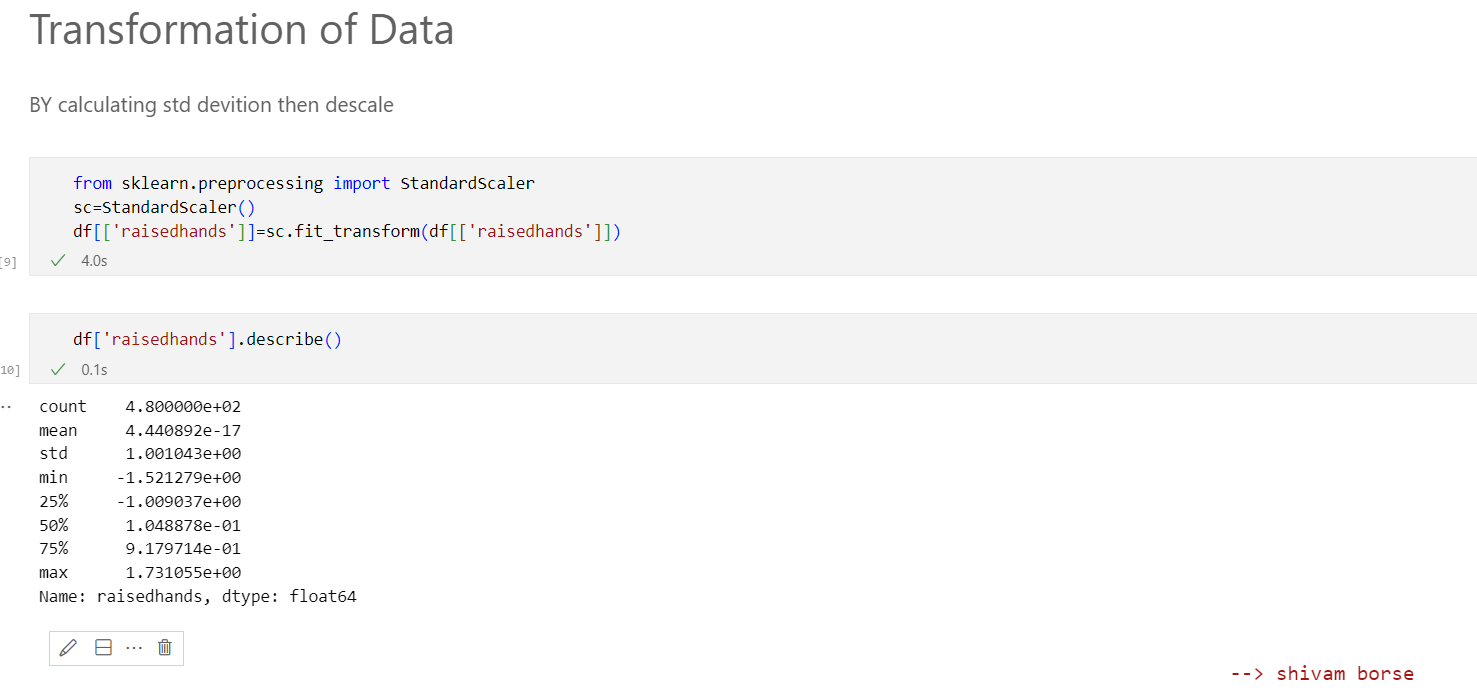 Transformation of Data
BY calculating std devition then descale
from sklearn.preprocessing import StandardScaler
sc=StandardScaler()
df[['raisedhands']]=sc.fit_transform(df[['raisedhands']])
[9]
4.0s
df['raisedhands'].describe()
10]
0.1s
count    4.800000e+02
mean     4.440892e-17
std      1.001043e+00
min     -1.521279e+00
25%     -1.009037e+00
50%      1.048878e-01
75%      9.179714e-01
max      1.731055e+00
Name: raisedhands, dtype: float64
--> shivam borse